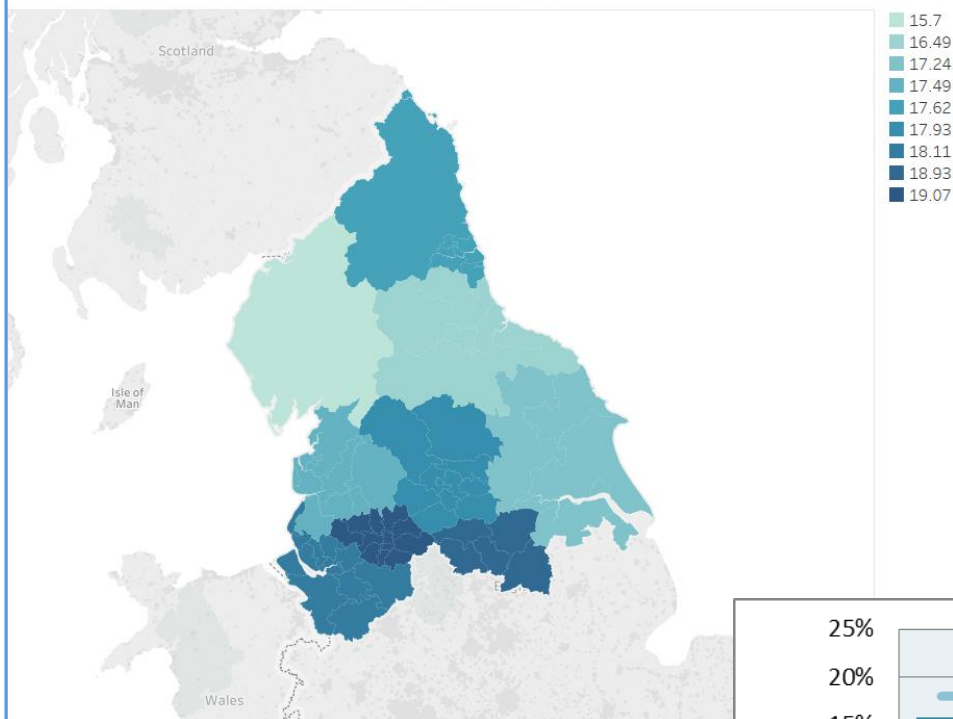 Scotland
15.7
16.49
17.24
17.49
17.62
17.93
18.11
18.93
19.07
Isle of
Man
Wales
25%
20%